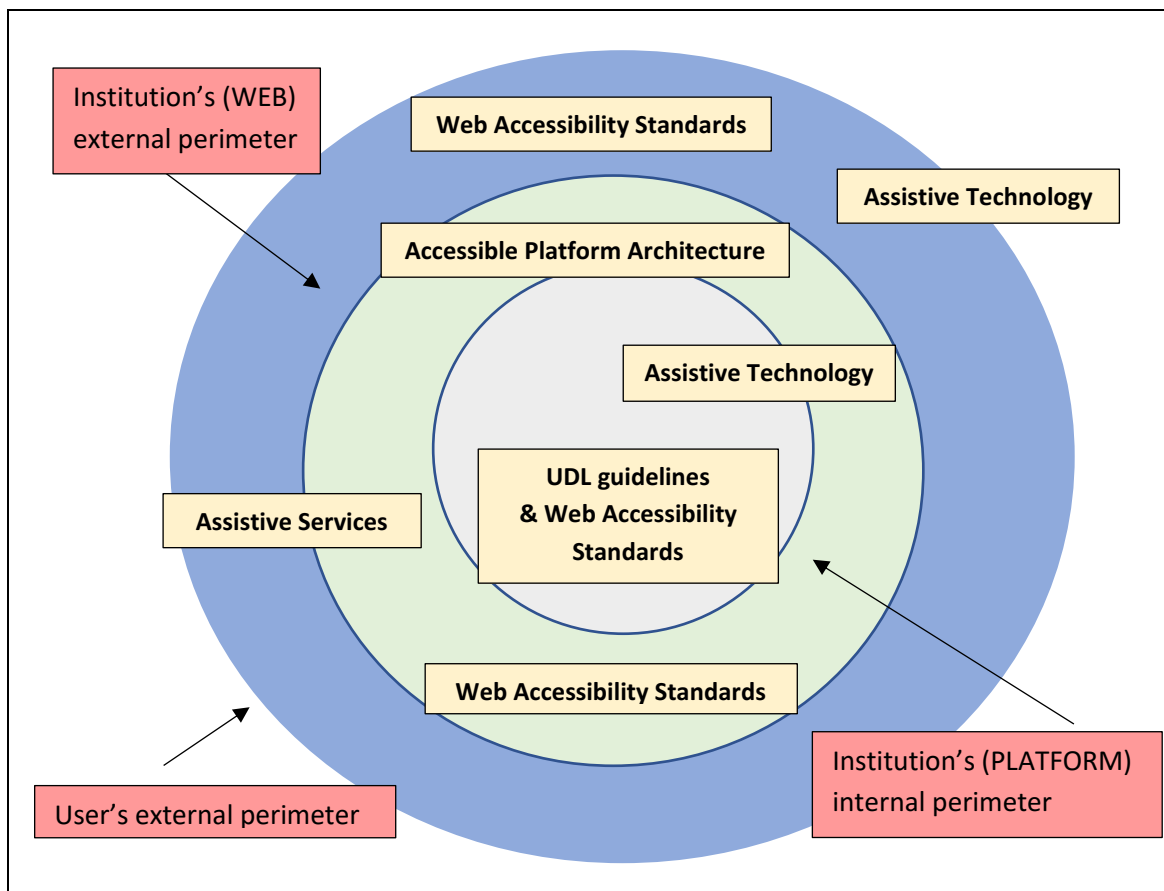 Institution’s (WEB)
external perimeter
Web Accessibility Standards
Assistive Technology
Accessible Platform Architecture
Assistive Technology
UDL guidelines
& Web Accessibility
Standards
Assistive Services
Web Accessibility Standards
Institution’s (PLATFORM)
internal perimeter
User’s external perimeter